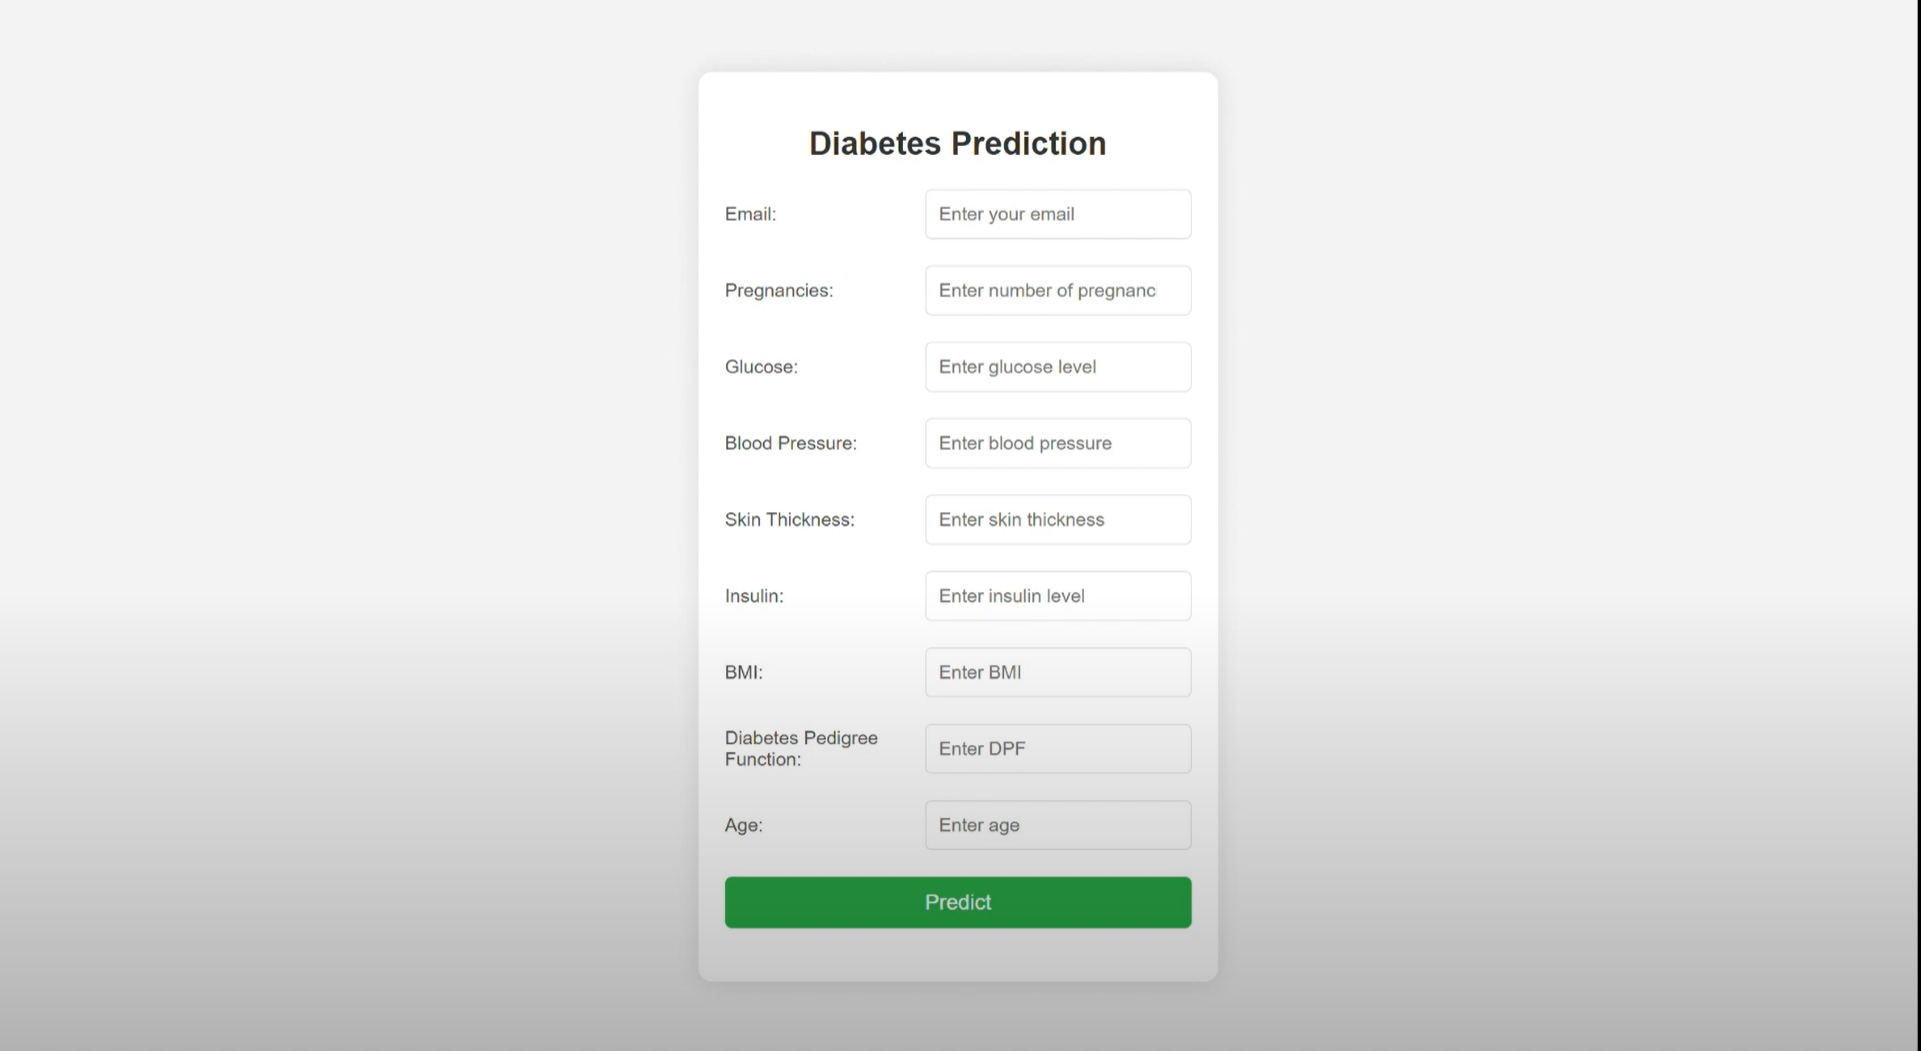 Diabetes Prediction
Email:
Enter your email
Pregnancies:
Enter number of pregnanc
Glucose:
Enter glucose level
Blood Pressure:
Enter blood pressure
Skin Thickness:
Enter skin thickness
Insulin:
Enter insulin level
BMI:
Enter BMI
Diabetes Pedigree
Function:
Enter DPF
Age:
Enter age
Predict